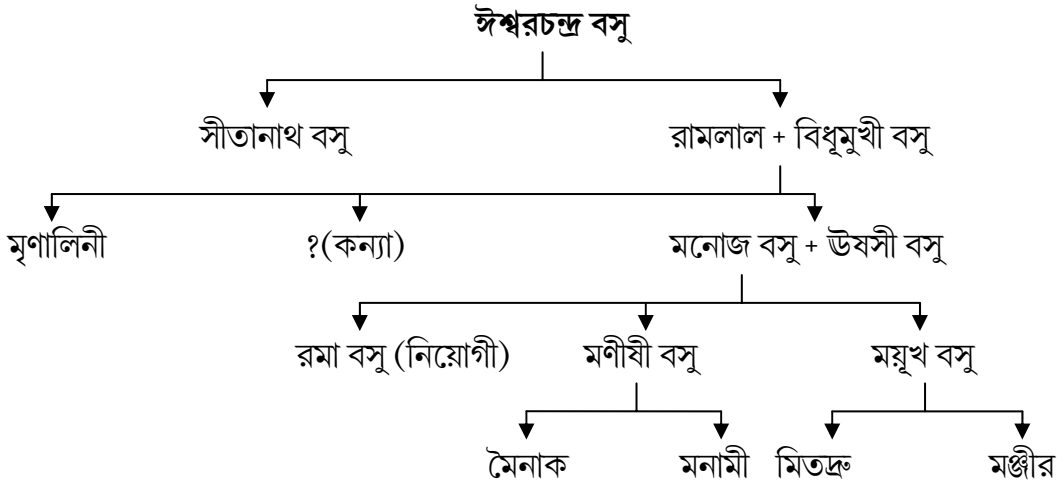 ঈশ্বরচন্দ্র বসু
সীতানাথ বসু রামলাল + বিধূমুখী বসু
মৃণালিনী ?(কন্যা) মনোজ বসু + ঊষসী বসু
রমা বসু (নিয়োগী) মণীষী বসু ময়ূখ বসু
মৈনাক মনামী মিতদ্রু মঞ্জীর